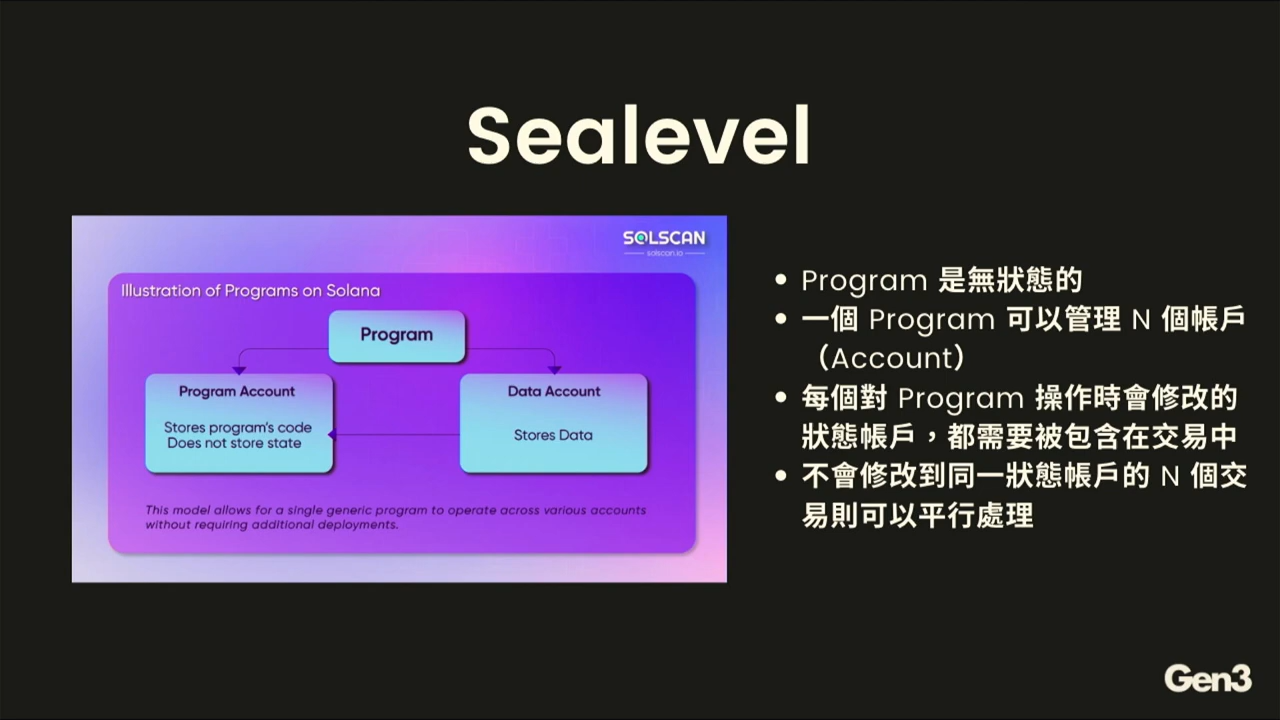 Sealevel
SOLSCAN
solscan.io
Illustration of Programs on Solana
Program
Program Account
Stores program's code
Does not store state
Data Account
Stores Data
This model allows for a single generic program to operate across various accounts
without requiring additional deployments.
• Program 是無狀態的
• 一個 Program 可以管理 N 個帳戶
（Account）
• 每個對 Program 操作時會修改的
狀態帳戶，都需要被包含在交易中
• 不會修改到同一狀態帳戶的 N 個交
易則可以平行處理
Gen3